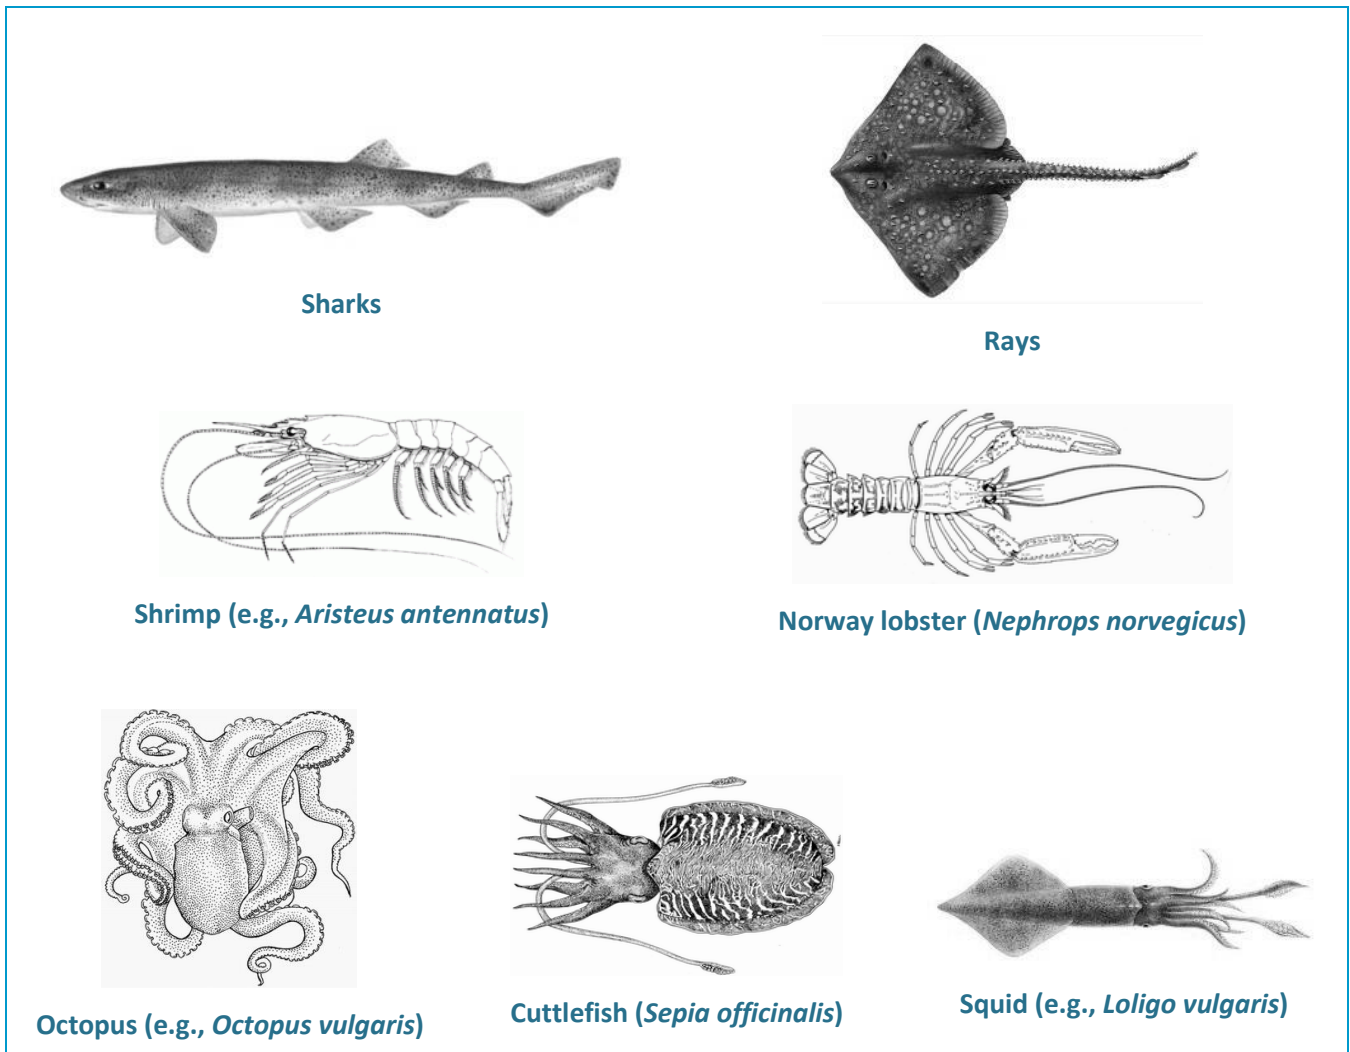 Sharks
Rays
Shrimp (e.g., Aristeus antennatus)
Norway lobster (Nephrops norvegicus)
Octopus (e.g., Octopus vulgaris)
Cuttlefish (Sepia officinalis)
Squid (e.g., Loligo vulgaris)